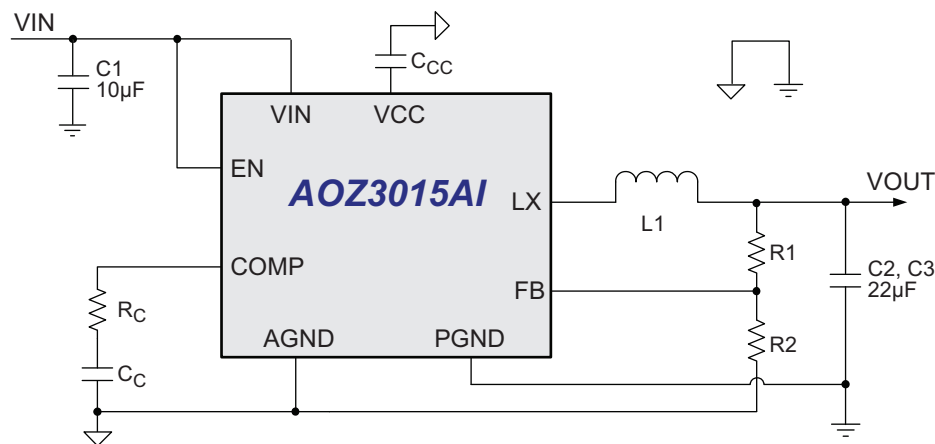 VIN
C1
10µF
CCC
VIN
VCC
EN
AOZ3015AI
LX
L1
VOUT
R1
C2, C3
22µF
COMP
FB
RC
AGND
PGND
R2
CC